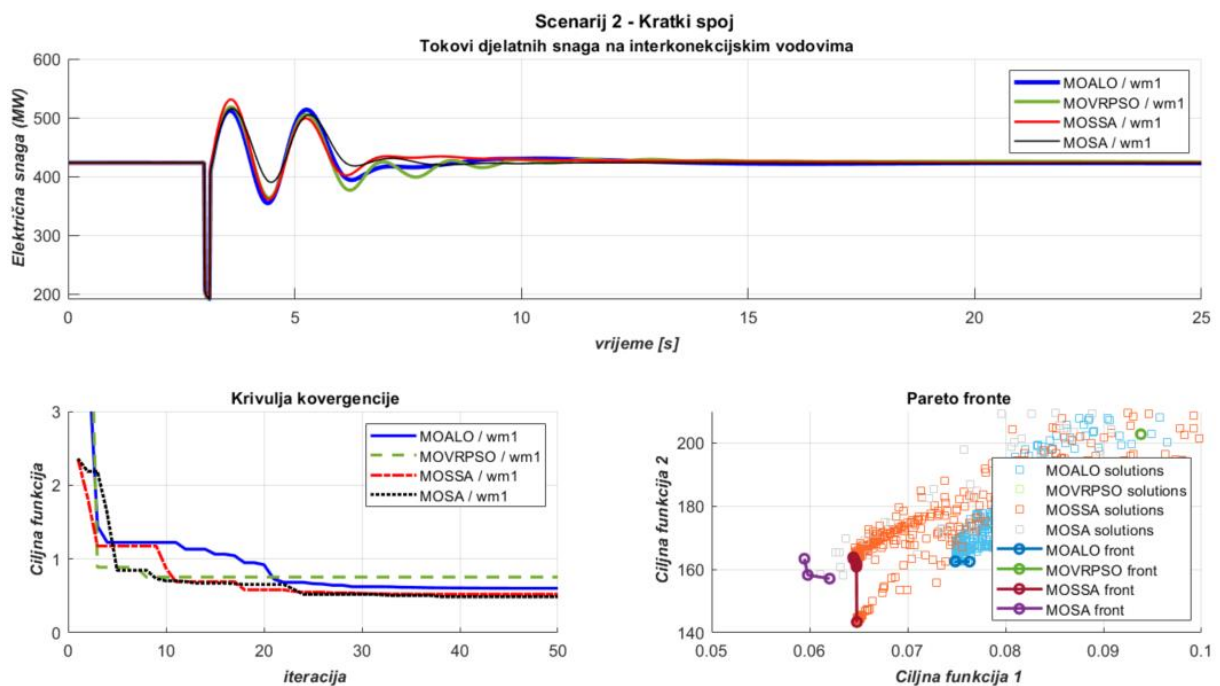 Scenarij 2 - Kratki spoj
Tokovi djelatnih snaga na interkonekcijskim vodovima
Električna snaga (MW)
600
500
400
300
200
0
5
10
15
20
25
vrijeme [s]
MOALO / wm1
MOVRPSO / wm1
MOSSA / wm1
MOSA / wm1
Krivulja kovergencije
Ciljna funkcija
3
2
1
0
0
10
20
30
40
50
iteracija
MOALO / wm1
MOVRPSO / wm1
MOSSA / wm1
MOSA / wm1
Pareto fronte
Ciljna funkcija 2
200
180
160
140
0.05
0.06
0.07
0.08
0.09
0.1
Ciljna funkcija 1
MOALO solutions
MOVRPSO solutions
MOSSA solutions
MOSA solutions
MOALO front
MOVRPSO front
MOSSA front
MOSA front